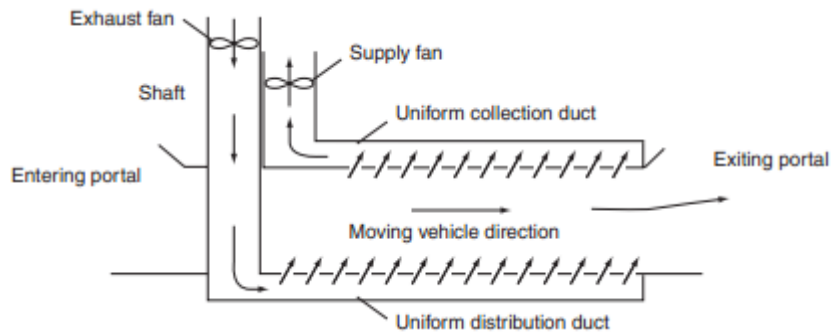 Exhaust fan
Supply fan
Shaft
Uniform collection duct
Entering portal
Exiting portal
Moving vehicle direction
Uniform distribution duct